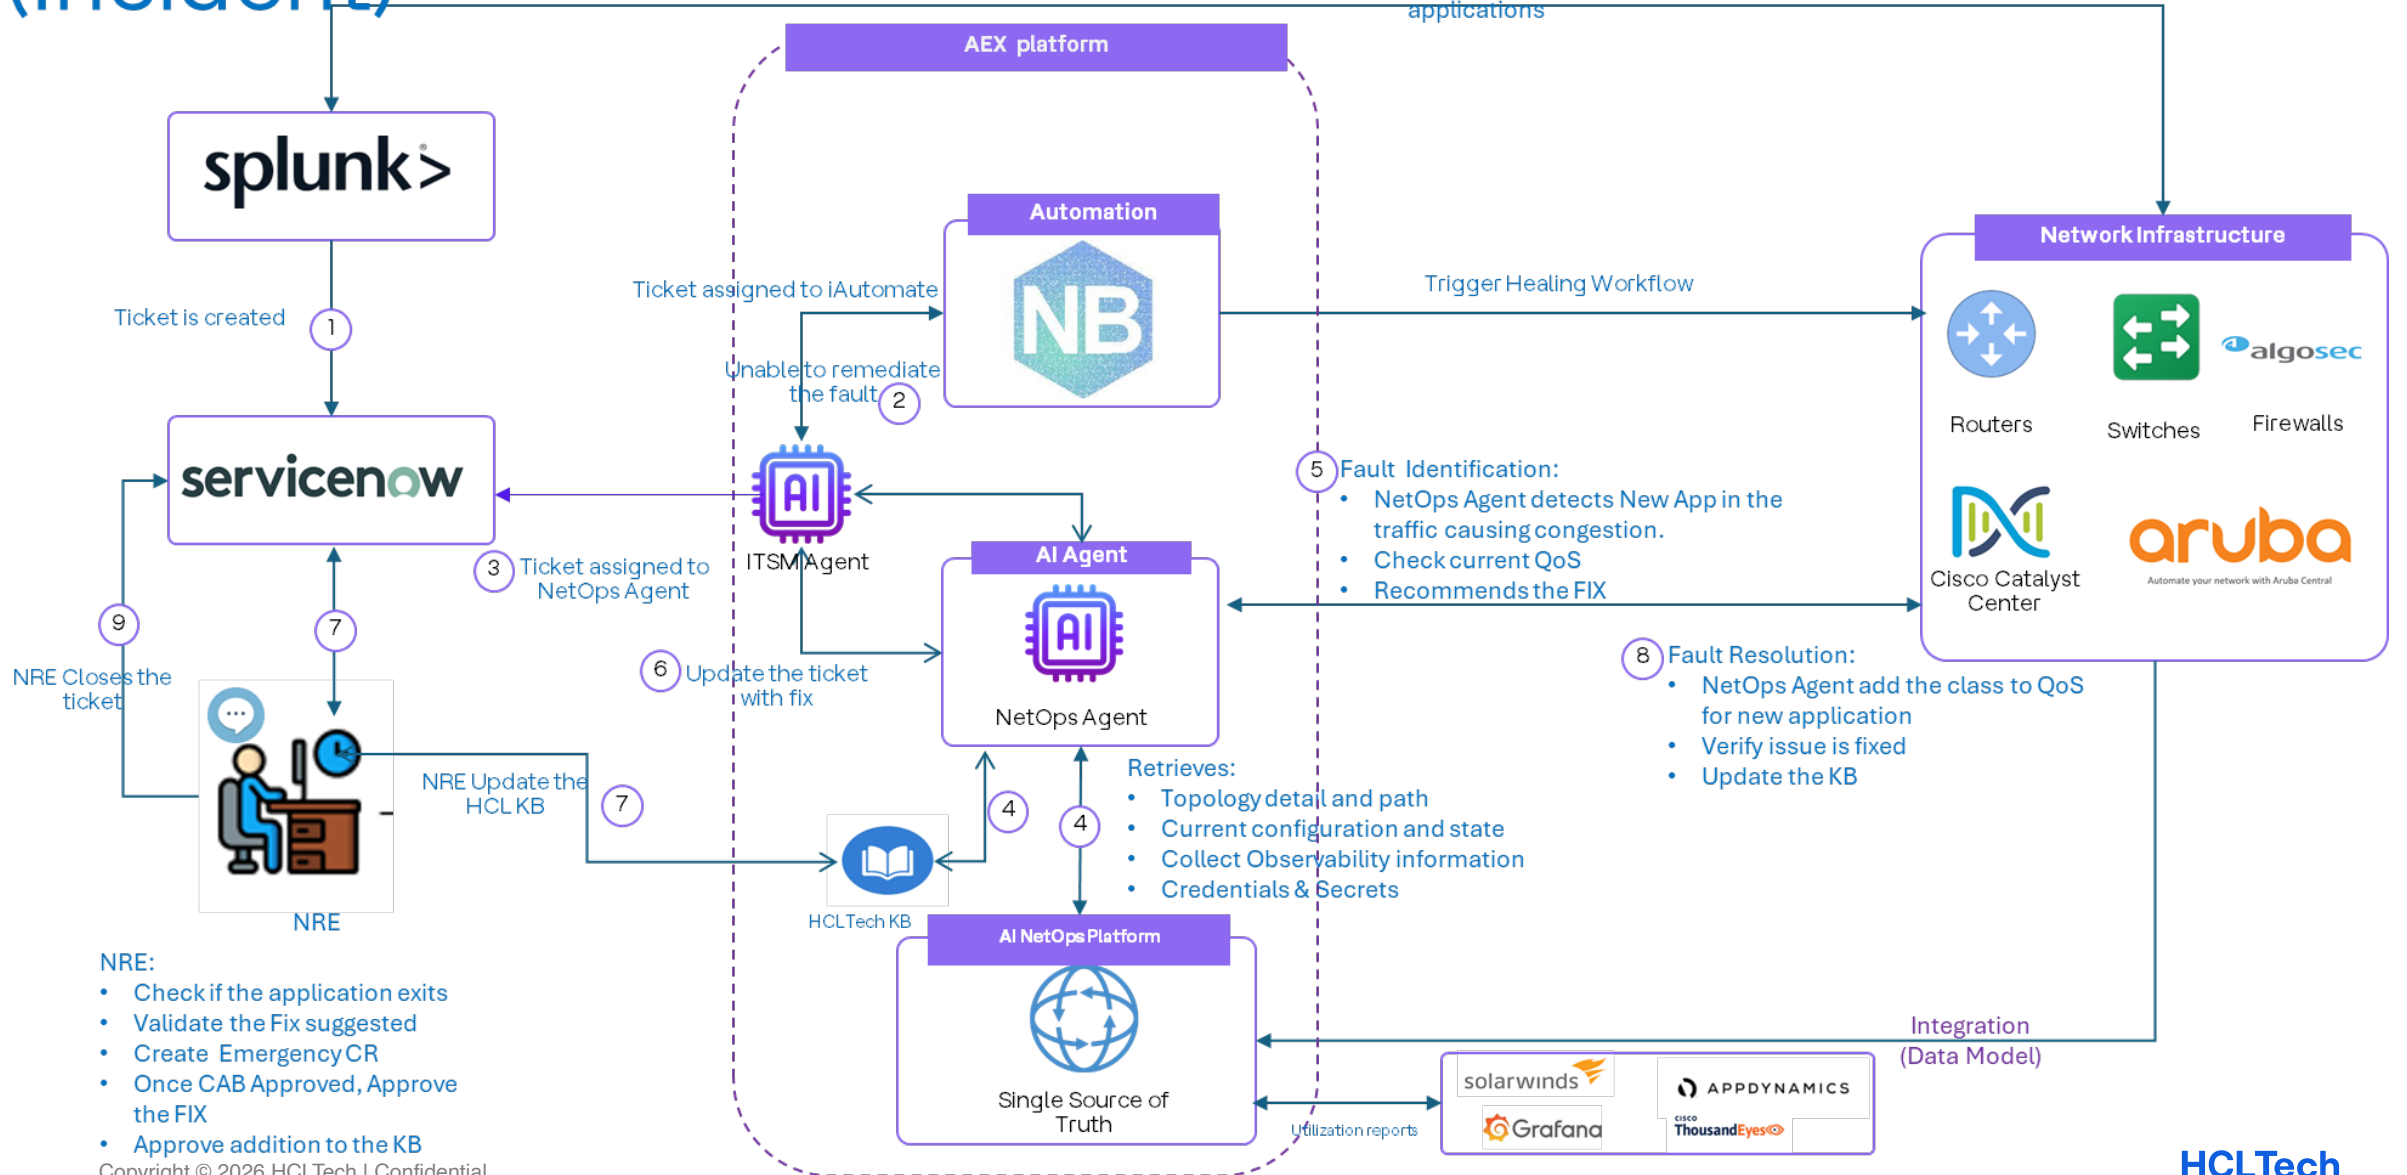 (Incident)
applications
AEX platform
splunk>
Automation
NB
Network Infrastructure
Ticket assigned to iAutomate
Trigger Healing Workflow
Ticket is created
1
Unable to remediate
the fault
2
algosec
Routers
Switches
Firewalls
servicenow
AI
ITSM Agent
3
Ticket assigned to
NetOps Agent
5
Fault Identification:
• NetOps Agent detects New App in the
traffic causing congestion.
• Check current QoS
• Recommends the FIX
Cisco Catalyst
Center
aruba
Automate your network with Aruba Central
AI Agent
AI
NetOps Agent
9
7
NRE Closes the
ticket
6
Update the ticket
with fix
8
Fault Resolution:
• NetOps Agent add the class to QoS
for new application
• Verify issue is fixed
• Update the KB
NRE Update the
HCL KB
7
4
4
Retrieves:
• Topology detail and path
• Current configuration and state
• Collect Observability information
• Credentials & Secrets
NRE
HCLTech KB
AI NetOps Platform
Single Source of
Truth
NRE:
• Check if the application exits
• Validate the Fix suggested
• Create Emergency CR
• Once CAB Approved, Approve
the FIX
• Approve addition to the KB
Integration
(Data Model)
Utilization reports
solarwinds
APPDYNAMICS
Grafana
CISCO
ThousandEyes
Copyright © 2026 HCLTech | Confidential
HCLTech